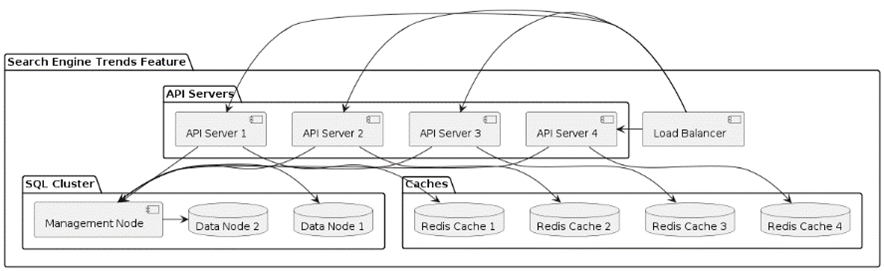 Search Engine Trends Feature
API Servers
API Server 1
API Server 2
API Server 3
API Server 4
Load Balancer
SQL Cluster
Caches
Management Node
Data Node 2
Data Node 1
Redis Cache 1
Redis Cache 2
Redis Cache 3
Redis Cache 4